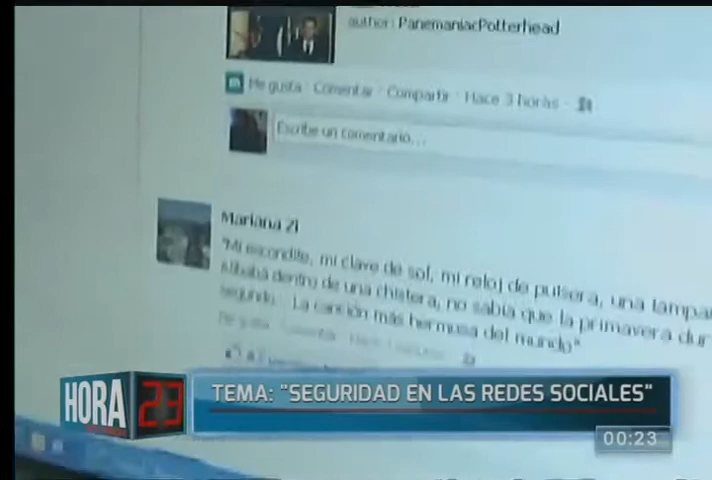 author: PanemaniacPotterhead
Me gusta · Comentar · Compartir · Hace 3 horas ·
Escribe un comentario...
Mariana Zi
"Mi escondite, mi clave de sol, mi reloj de pulsera, una lámpar
Alibabá dentro de una chistera, no sabía que la primavera dur
segundo. La canción más hermosa del mundo"
HORA 23
TEMA: "SEGURIDAD EN LAS REDES SOCIALES"
00:23